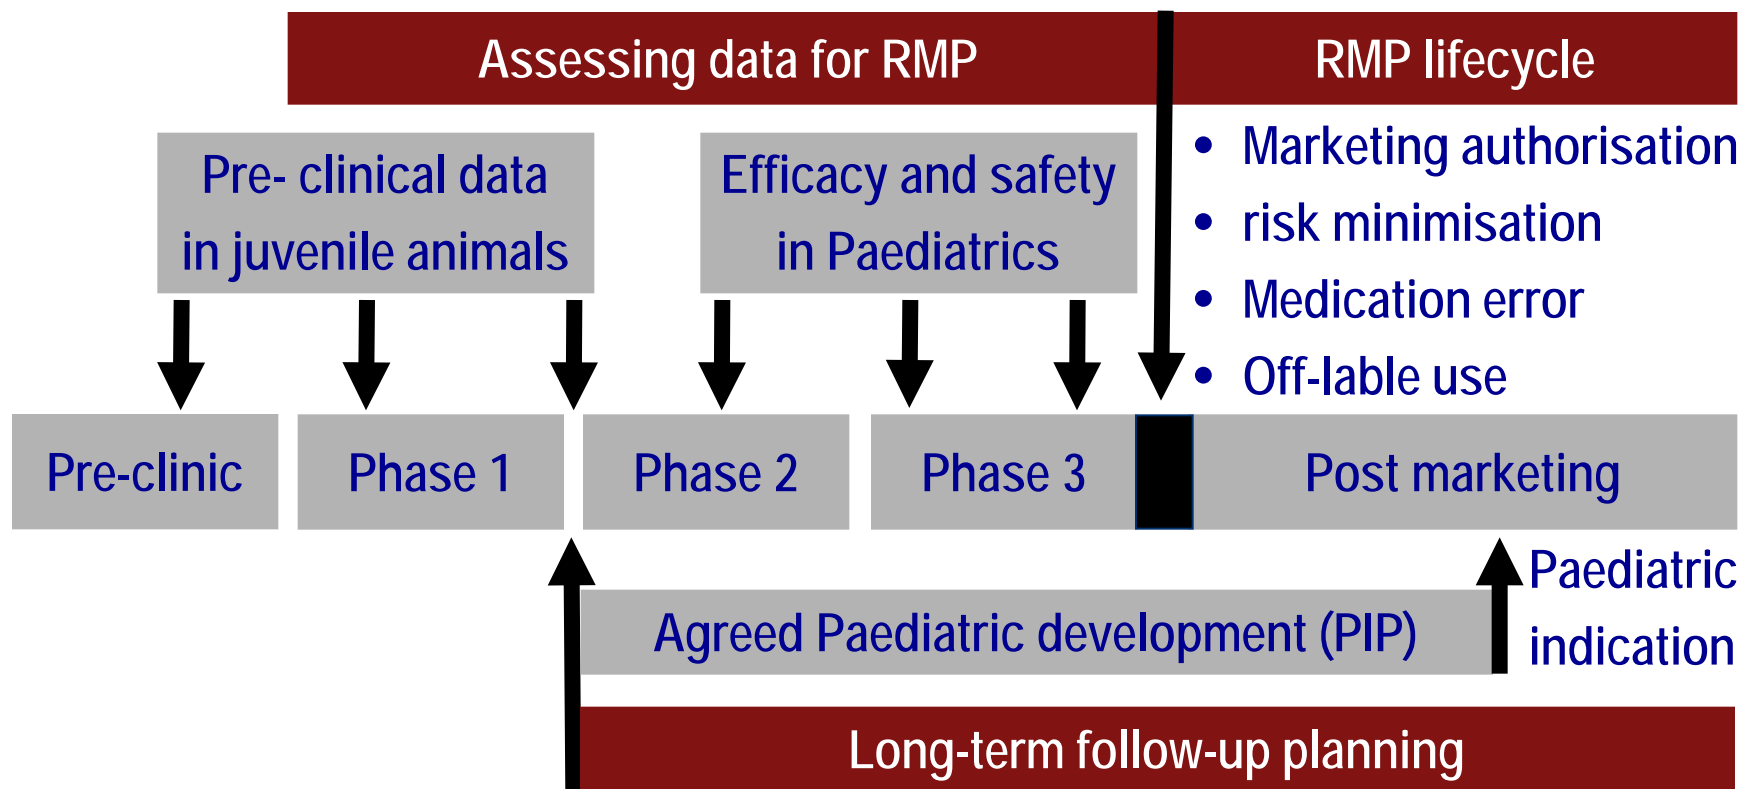 Assessing data for RMP
RMP lifecycle
Pre- clinical data
in juvenile animals
Efficacy and safety
in Paediatrics
• Marketing authorisation
• risk minimisation
• Medication error
• Off-lable use
Pre-clinic
Phase 1
Phase 2
Phase 3
Post marketing
Agreed Paediatric development (PIP)
Paediatric
indication
Long-term follow-up planning